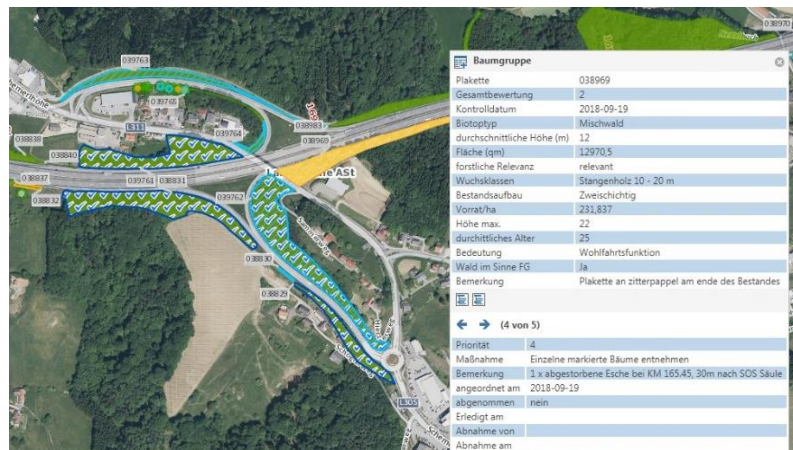 038970
039763
Schemerlhöhe
039765
L311
039764
038983
038969
038838
038840
038837
039761
038831
038832
039762
038830
038829
L305
Baumgruppe
Plakette 038969
Gesamtbewertung 2
Kontrolldatum 2018-09-19
Biotoptyp Mischwald
durchschnittliche Höhe (m) 12
Fläche (qm) 12970,5
forstliche Relevanz relevant
Wuchsklassen Stangenholz 10 - 20 m
Bestandsaufbau Zweischichtig
Vorrat/ha 231,837
Höhe max. 22
durchittliches Alter 25
Bedeutung Wohlfahrtsfunktion
Wald im Sinne FG Ja
Bemerkung Plakette an zitterpappel am ende des Bestandes
(4 von 5)
Priorität 4
Maßnahme Einzelne markierte Bäume entnehmen
Bemerkung 1 x abgestorbene Esche bei KM 165.45, 30m nach SOS Säule
angeordnet am 2018-09-19
abgenommen nein
Erledigt am
Abnahme von
Abnahme am